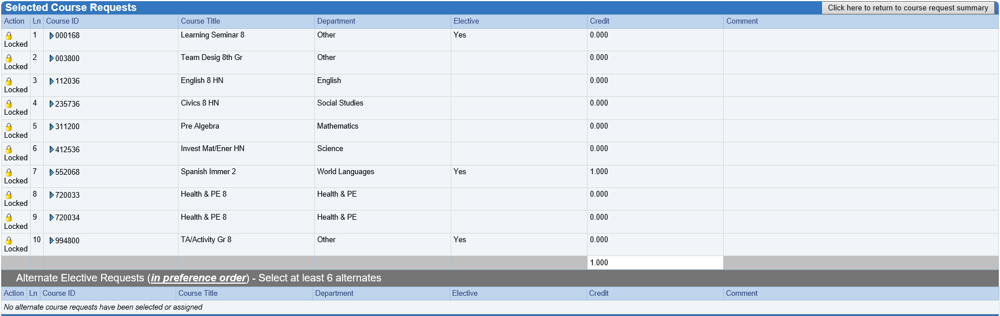 Selected Course Requests Click here to return to course request summary
Action Ln Course ID Course Title Department Elective Credit Comment
Locked 1 000168 Learning Seminar 8 Other Yes 0.000
Locked 2 003800 Team Desig 8th Gr Other 0.000
Locked 3 112036 English 8 HN English 0.000
Locked 4 235736 Civics 8 HN Social Studies 0.000
Locked 5 311200 Pre Algebra Mathematics 0.000
Locked 6 412536 Invest Mat/Ener HN Science 0.000
Locked 7 552068 Spanish Immer 2 World Languages Yes 1.000
Locked 8 720033 Health & PE 8 Health & PE 0.000
Locked 9 720034 Health & PE 8 Health & PE 0.000
Locked 10 994800 TA/Activity Gr 8 Other Yes 0.000
1.000
Alternate Elective Requests (in preference order) - Select at least 6 alternates
Action Ln Course ID Course Title Department Elective Credit Comment
No alternate course requests have been selected or assigned